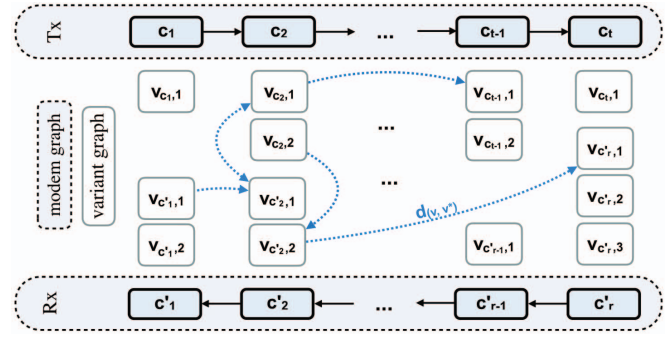 Tx
c1 c2 ... ct-1 ct
vc1,1 vc2,1 vct-1,1 vct,1
vc2,2 ... vct-1,2 vc'r,1
modem graph
variant graph
vc'1,1 vc'2,1 ... vc'r,2
d(v, v*)
vc'1,2 vc'2,2 vc'r-1,1 vc'r,3
Rx
c'1 c'2 ... c'r-1 c'r